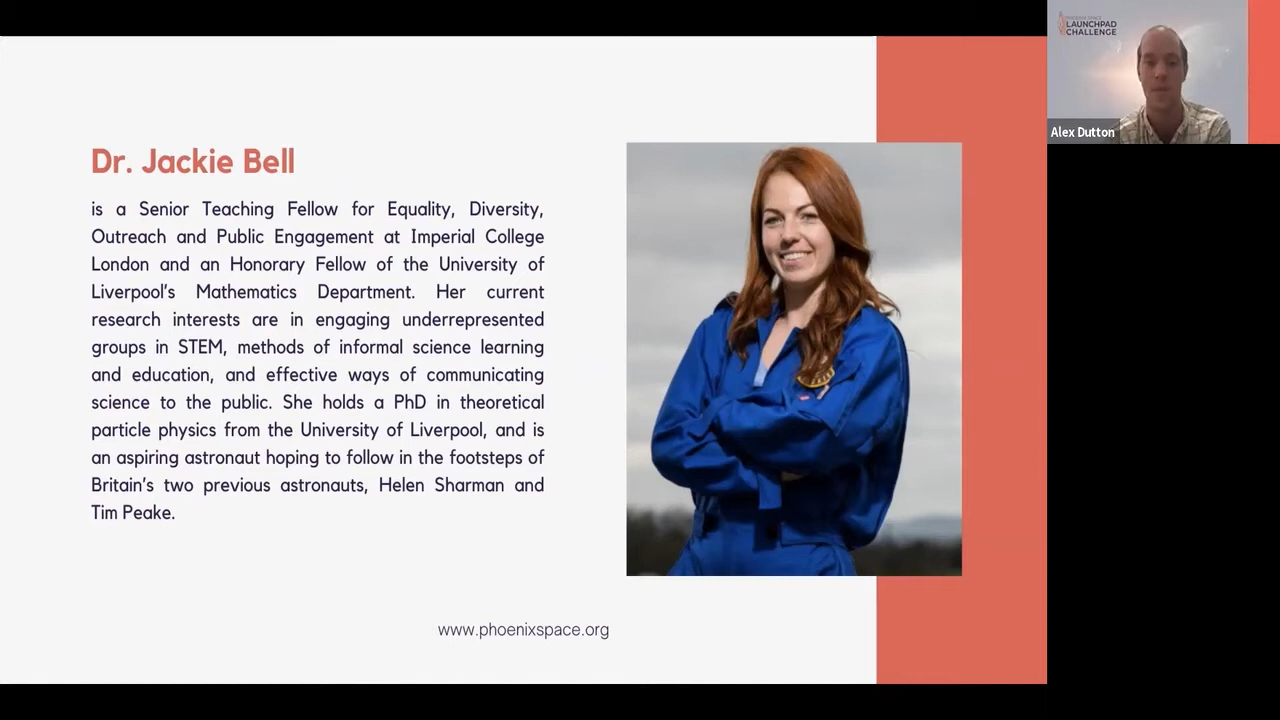 Dr. Jackie Bell
is a Senior Teaching Fellow for Equality, Diversity,
Outreach and Public Engagement at Imperial College
London and an Honorary Fellow of the University of
Liverpool's Mathematics Department. Her current
research interests are in engaging underrepresented
groups in STEM, methods of informal science learning
and education, and effective ways of communicating
science to the public. She holds a PhD in theoretical
particle physics from the University of Liverpool, and is
an aspiring astronaut hoping to follow in the footsteps of
Britain's two previous astronauts, Helen Sharman and
Tim Peake.
www.phoenixspace.org
LAUNCHPAD
CHALLENGE
Alex Dutton